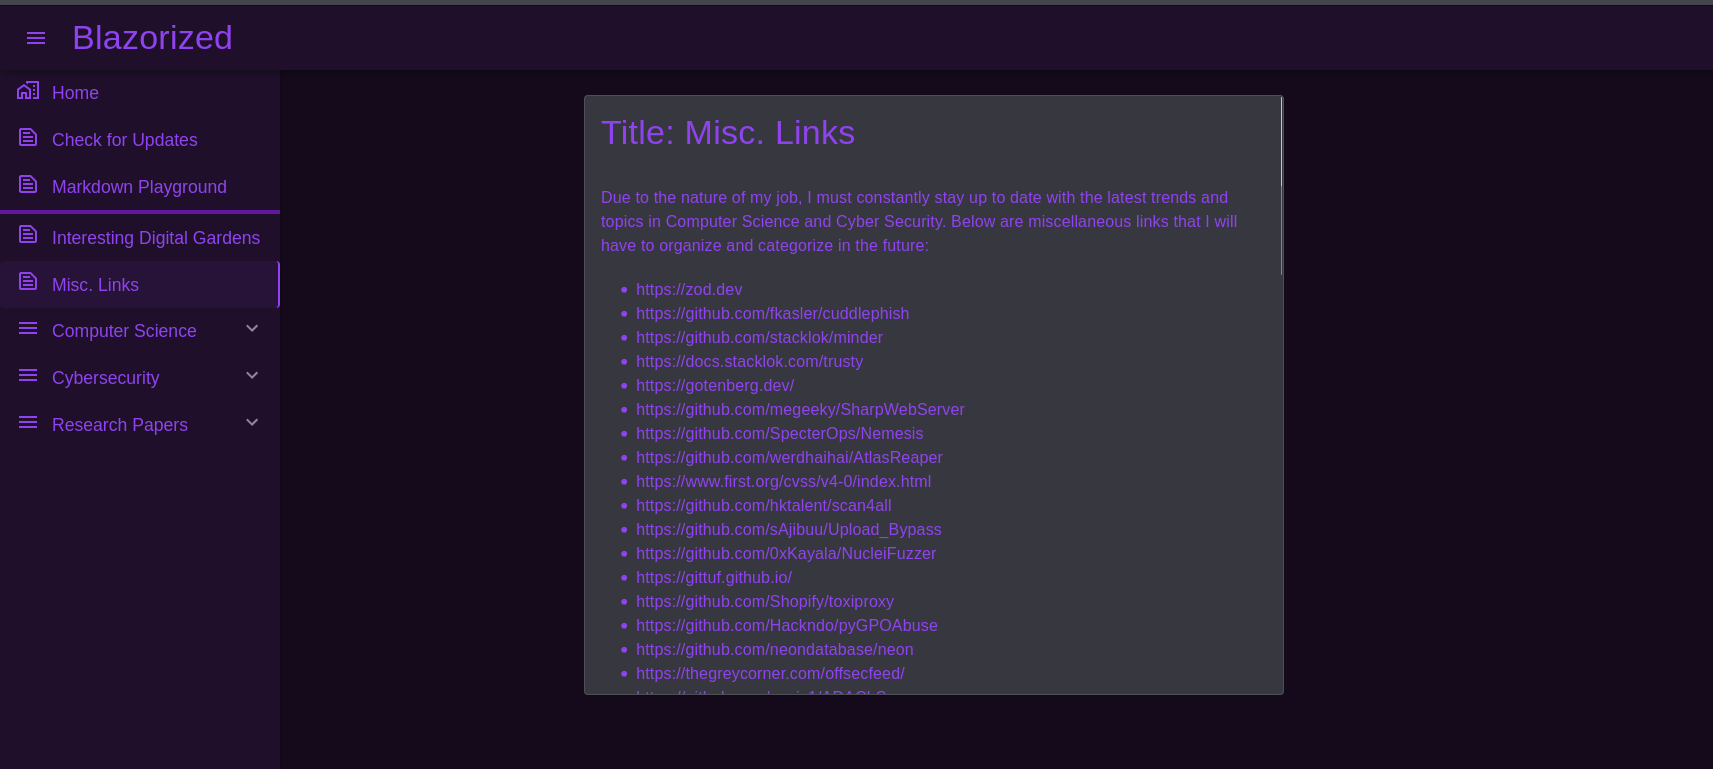 Blazorized
Home
Check for Updates
Markdown Playground
Interesting Digital Gardens
Misc. Links
Computer Science
Cybersecurity
Research Papers
Title: Misc. Links
Due to the nature of my job, I must constantly stay up to date with the latest trends and
topics in Computer Science and Cyber Security. Below are miscellaneous links that I will
have to organize and categorize in the future:
https://zod.dev
https://github.com/fkasler/cuddlephish
https://github.com/stacklok/minder
https://docs.stacklok.com/trusty
https://gotenberg.dev/
https://github.com/megeeky/SharpWebServer
https://github.com/SpecterOps/Nemesis
https://github.com/werdhaihai/AtlasReaper
https://www.first.org/cvss/v4-0/index.html
https://github.com/hktalent/scan4all
https://github.com/sAjibuu/Upload_Bypass
https://github.com/0xKayala/NucleiFuzzer
https://gittuf.github.io/
https://github.com/Shopify/toxiproxy
https://github.com/Hackndo/pyGPOAbuse
https://github.com/neondatabase/neon
https://thegreycorner.com/offsecfeed/